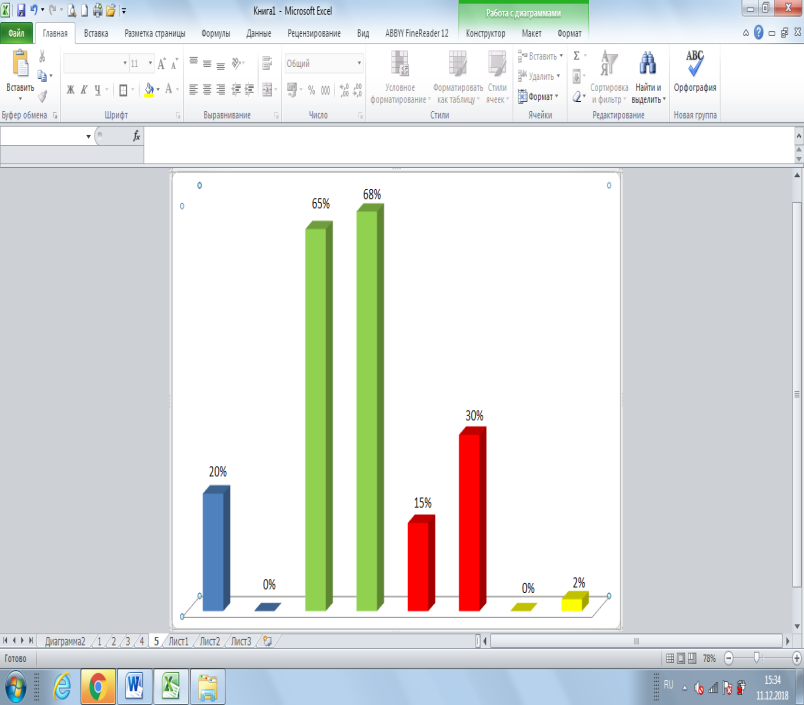 Книга1 - Microsoft Excel
Работа с диаграммами
Файл Главная Вставка Разметка страницы Формулы Данные Рецензирование Вид ABBYY FineReader 12 Конструктор Макет Формат
Вставить
Буфер обмена
11
Ж К Ч
Шрифт
Выравнивание
Общий
% 000
Число
Условное форматирование
Форматировать как таблицу
Стили ячеек
Стили
Вставить
Удалить
Формат
Ячейки
Сортировка и фильтр
Найти и выделить
Редактирование
ABC
Орфография
Новая группа
fx
65%
68%
30%
20%
15%
0%
0%
2%
Диаграмма2 1 2 3 4 5 Лист1 Лист2 Лист3
Готово
78%
RU
15:34
11.12.2018